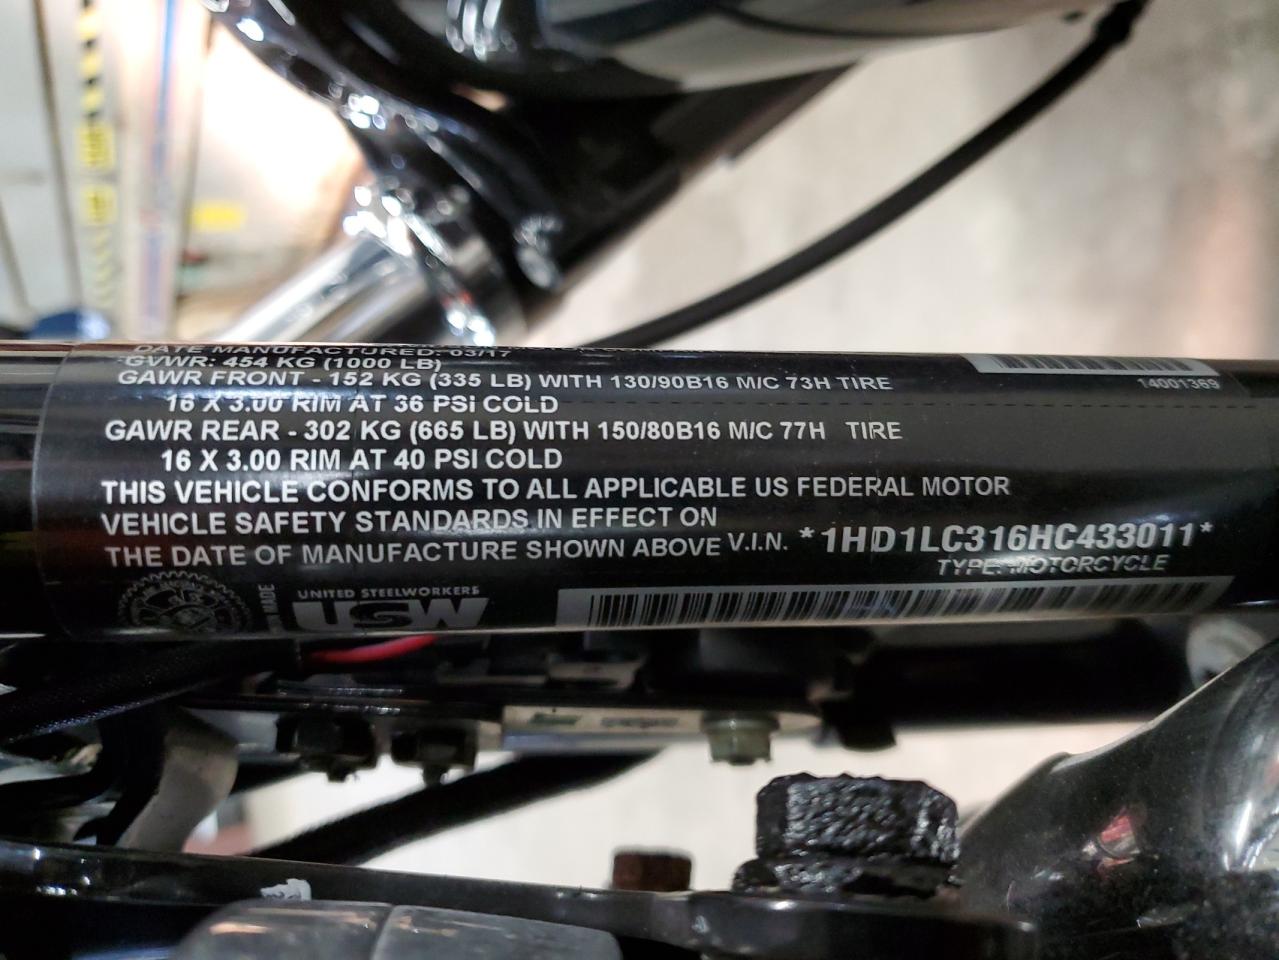 DATE MANUFACTURED: 03/17
GVWR: 454 KG (1000 LB)
GAWR FRONT - 152 KG (335 LB) WITH 130/90B16 M/C 73H TIRE
16 X 3.00 RIM AT 36 PSI COLD
14001369
GAWR REAR - 302 KG (665 LB) WITH 150/80B16 M/C 77H TIRE
16 X 3.00 RIM AT 40 PSI COLD
THIS VEHICLE CONFORMS TO ALL APPLICABLE US FEDERAL MOTOR
VEHICLE SAFETY STANDARDS IN EFFECT ON
THE DATE OF MANUFACTURE SHOWN ABOVE V.I.N. *1HD1LC316HC433011*
TYPE: MOTORCYCLE
MADE
UNITED STEELWORKERS
USW